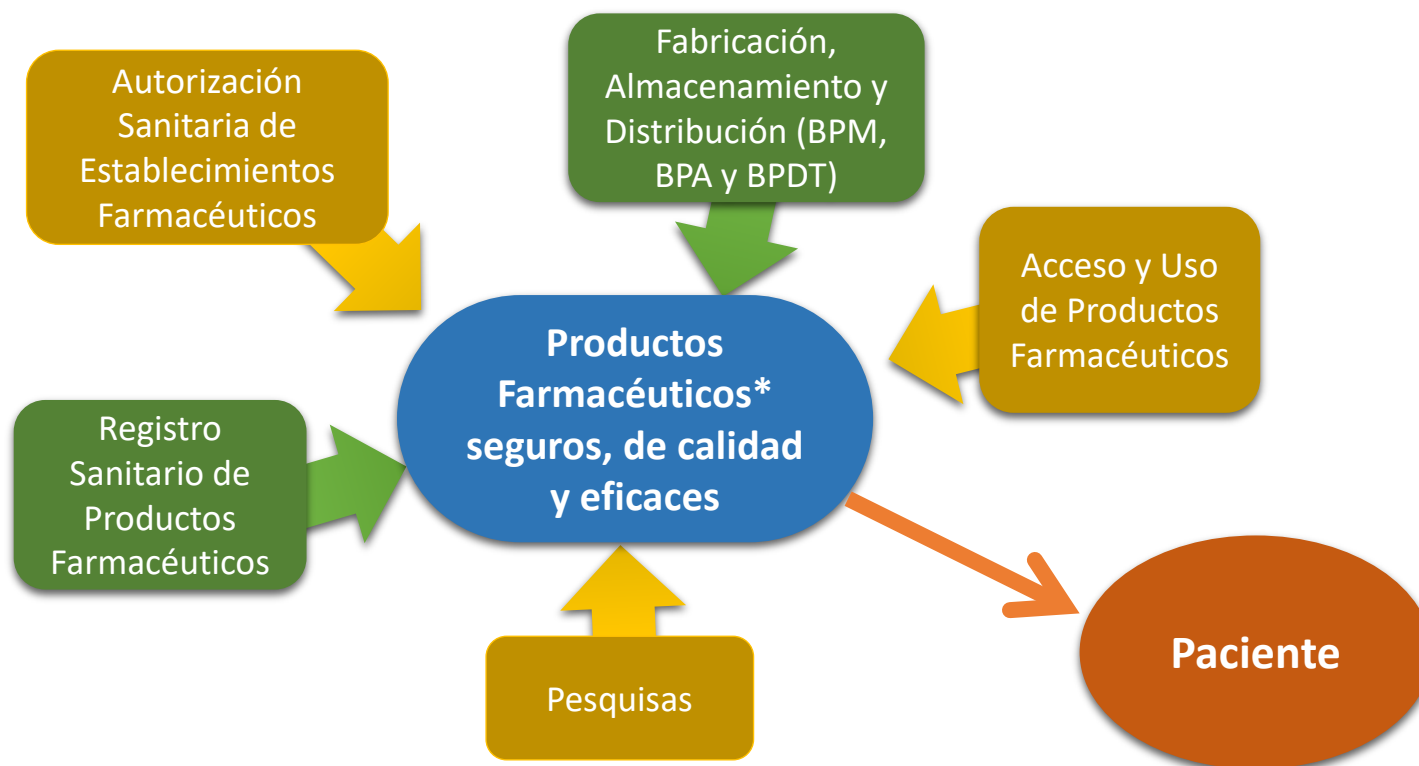 Autorización
Sanitaria de
Establecimientos
Farmacéuticos
Fabricación,
Almacenamiento y
Distribución (BPM,
BPA y BPDT)
Acceso y Uso
de Productos
Farmacéuticos
Productos
Farmacéuticos*
seguros, de calidad
y eficaces
Registro
Sanitario de
Productos
Farmacéuticos
Pesquisas
Paciente